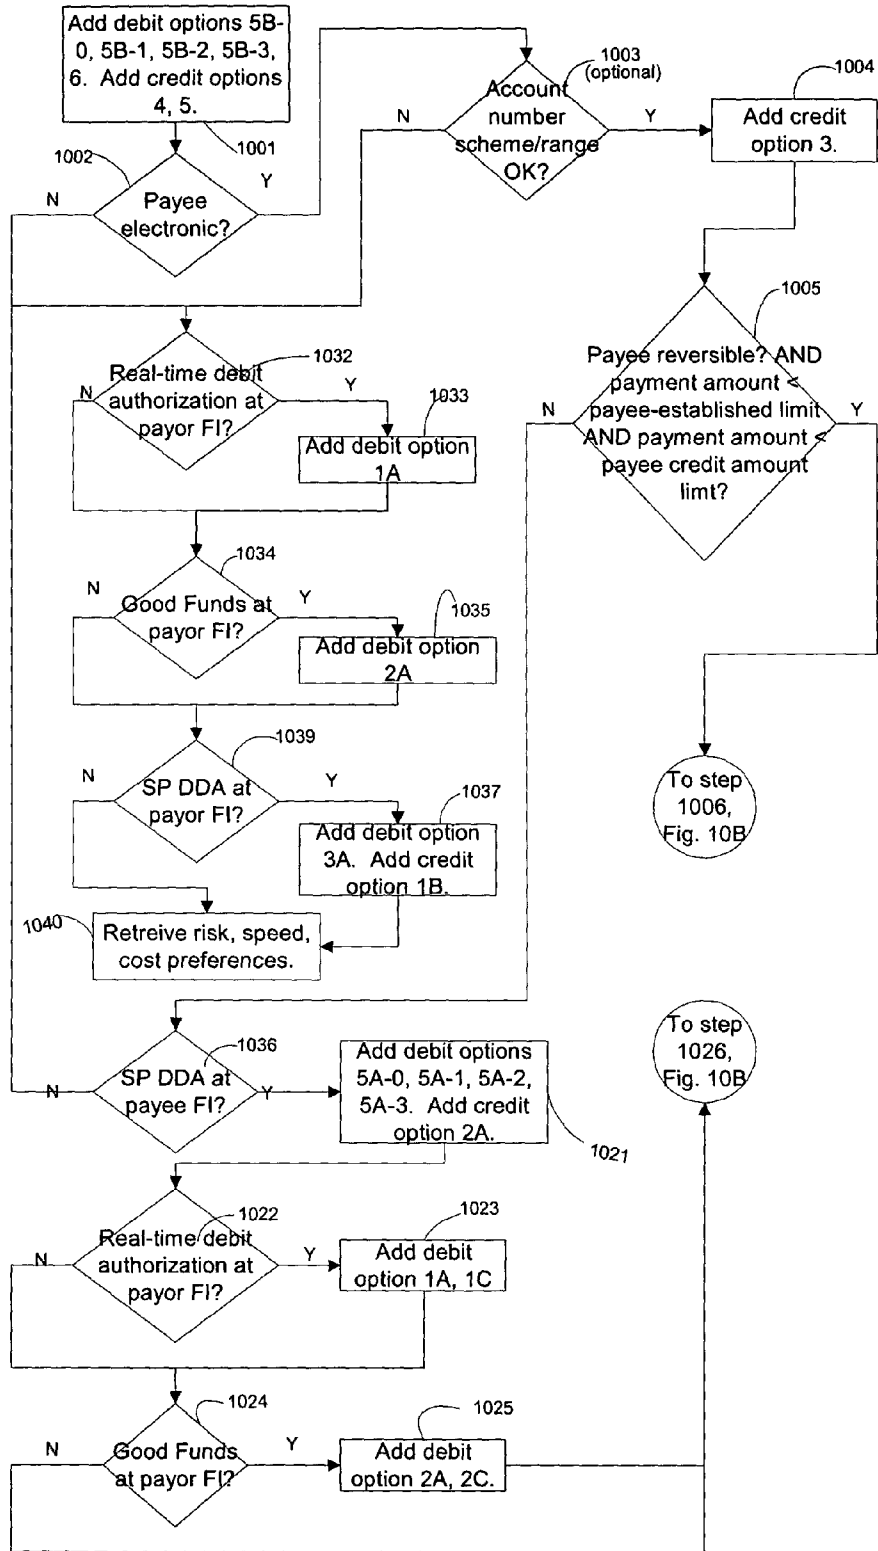 Add debit options 5B-
0, 5B-1, 5B-2, 5B-3,
6. Add credit options
4, 5.
1001
1002
Payee
electronic?
N
Y
1003
(optional)
Account
number
scheme/range
OK?
N
Y
1004
Add credit
option 3.
1005
Payee reversible? AND
payment amount <
payee-established limit
AND payment amount <
payee credit amount
limt?
N
Y
To step
1006,
Fig. 10B
1032
Real-time debit
authorization at
payor FI?
N
Y
1033
Add debit option
1A
1034
Good Funds at
payor FI?
N
Y
1035
Add debit option
2A
1039
SP DDA at
payor FI?
N
Y
1037
Add debit option
3A. Add credit
option 1B.
1040
Retreive risk, speed,
cost preferences.
1036
SP DDA at
payee FI?
N
Y
Add debit options
5A-0, 5A-1, 5A-2,
5A-3. Add credit
option 2A.
1021
To step
1026,
Fig. 10B
1022
Real-time debit
authorization at
payor FI?
N
Y
1023
Add debit
option 1A, 1C
1024
Good Funds
at payor FI?
N
Y
1025
Add debit
option 2A, 2C.